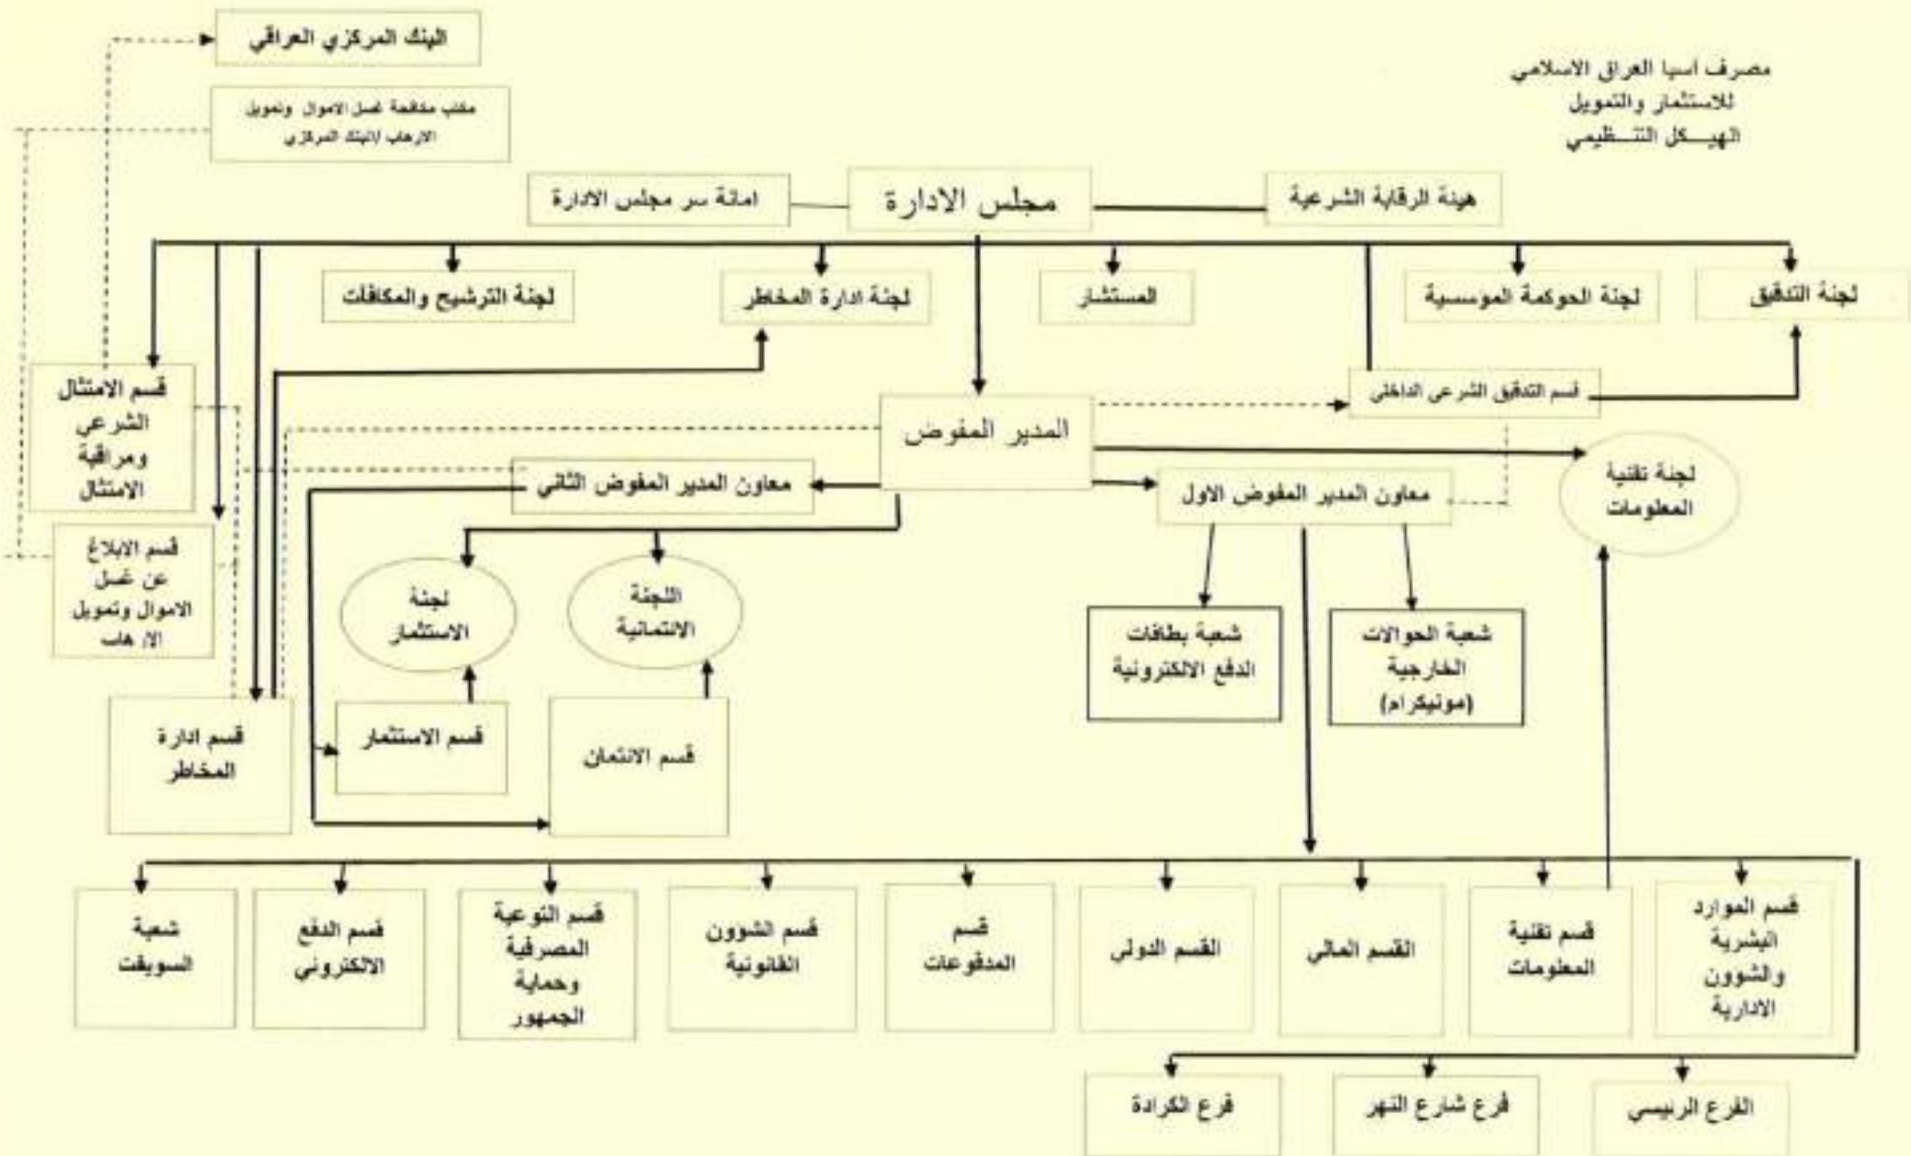 مصرف اسيا العراق الاسلامي
للاستثمار والتمويل
الهيــكل التنــظيمي
البنك المركزي العراقي
مكتب مكافحة غسل الاموال وتمويل
الارهاب /البنك المركزي
هيئة الرقابة الشرعية
مجلس الادارة
امانة سر مجلس الادارة
لجنة التدقيق
لجنة الحوكمة المؤسسية
المستشار
لجنة ادارة المخاطر
لجنة الترشيح والمكافات
قسم الامتثال
الشرعي
ومراقبة
الامتثال
قسم التدقيق الشرعي الداخلي
المدير المفوض
لجنة تقنية
المعلومات
معاون المدير المفوض الاول
معاون المدير المفوض الثاني
قسم الابلاغ
عن غسل
الاموال وتمويل
الارهاب
اللجنة
الائتمانية
لجنة
الاستثمار
شعبة الحوالات
الخارجية
(مونيكرام)
شعبة بطاقات
الدفع الالكترونية
قسم الائتمان
قسم الاستثمار
قسم ادارة
المخاطر
قسم الموارد
البشرية
والشوون
الادارية
قسم تقنية
المعلومات
القسم المالي
القسم الدولي
قسم
المدفوعات
قسم الشوون
القانونية
قسم التوعية
المصرفية
وحماية
الجمهور
قسم الدفع
الالكتروني
شعبة
السويفت
الفرع الرئيسي
فرع شارع النهر
فرع الكرادة